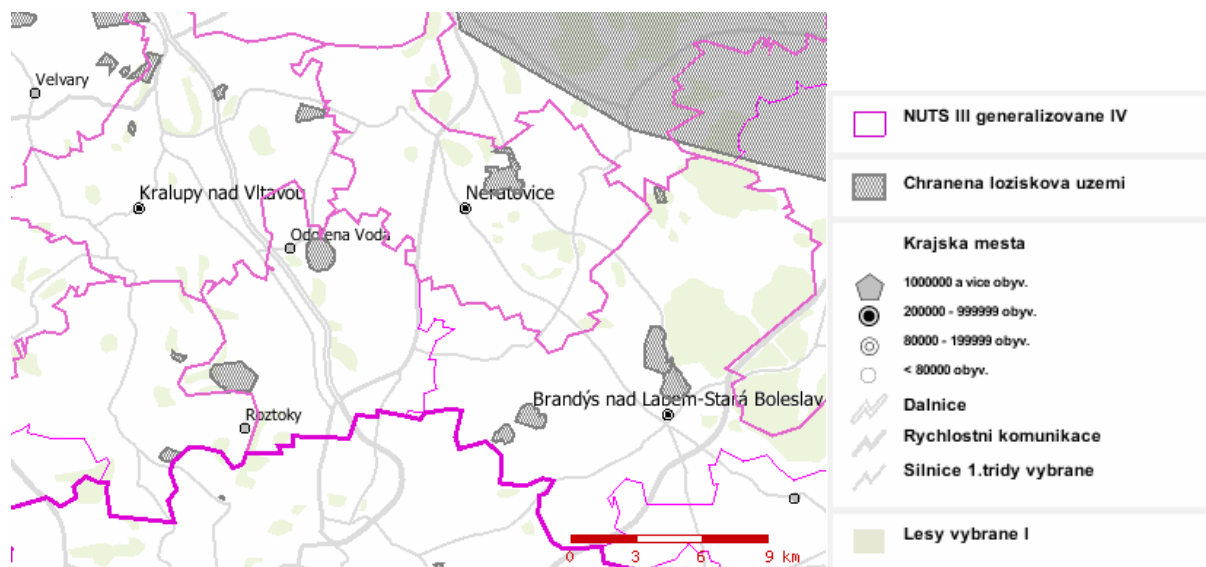 Velvary
Kralupy nad Vltavou
Neratovice
Odolena Voda
Brandýs nad Labem-Stará Boleslav
Roztoky
0 3 6 9 km
NUTS III generalizovane IV
Chranena loziskova uzemi
Krajska mesta
1000000 a vice obyv.
200000 - 999999 obyv.
80000 - 199999 obyv.
< 80000 obyv.
Dalnice
Rychlostni komunikace
Silnice 1.tridy vybrane
Lesy vybrane I